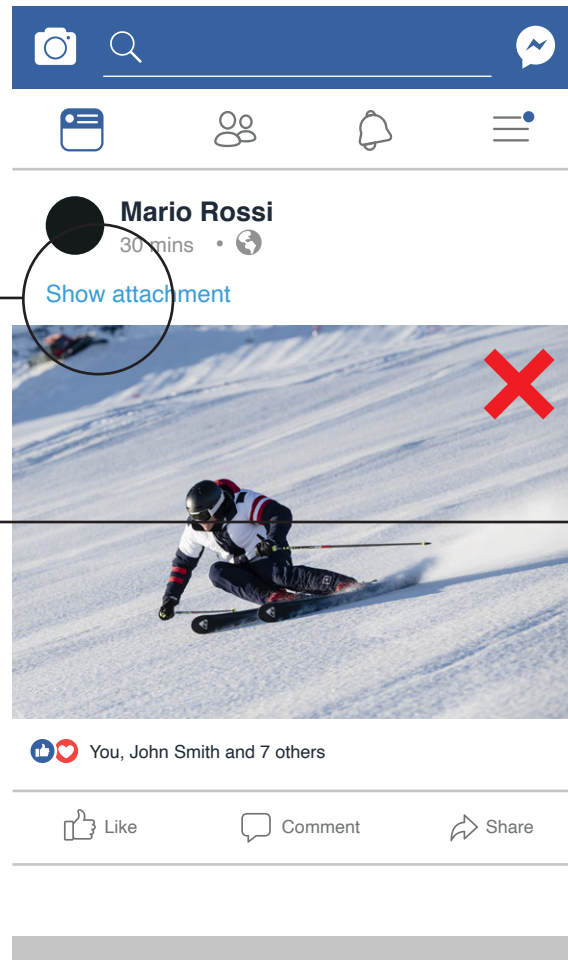 Mario Rossi
30 mins
Show attachment
You, John Smith and 7 others
Like Comment Share